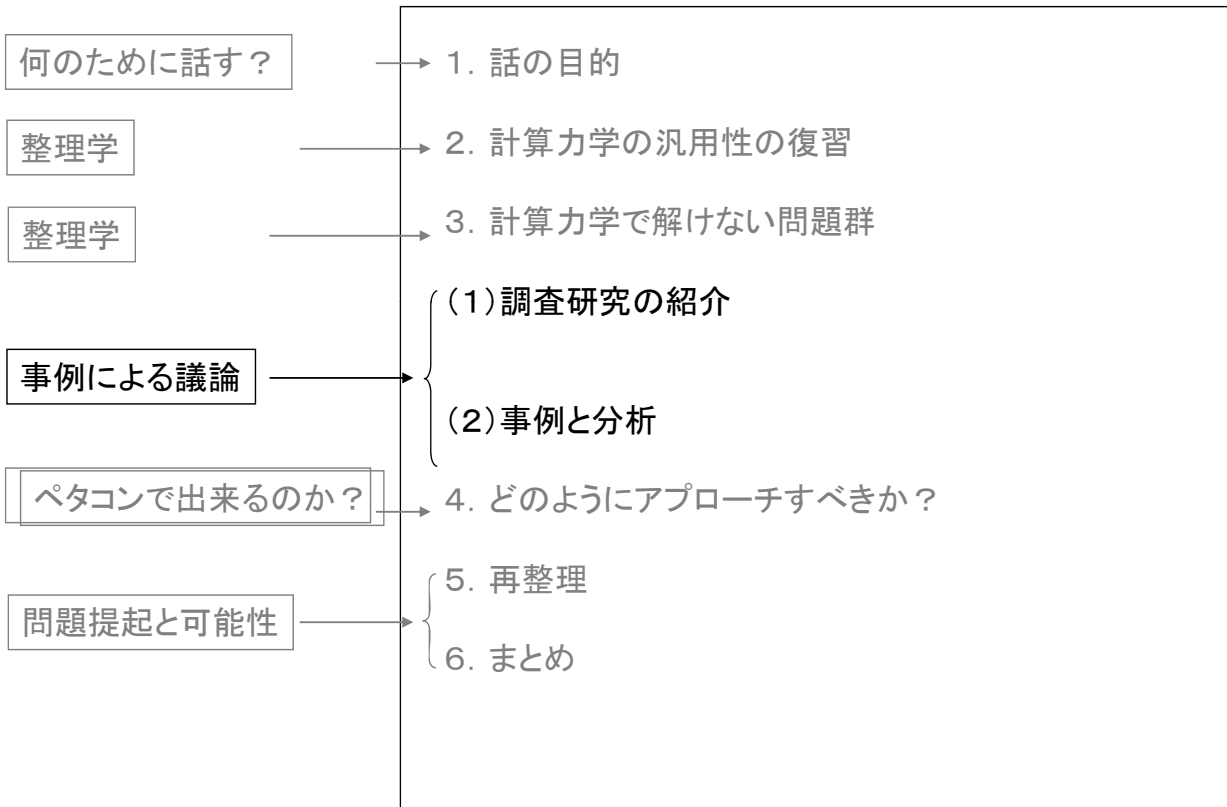 何のために話す？
1．話の目的
整理学
2．計算力学の汎用性の復習
整理学
3．計算力学で解けない問題群
（1）調査研究の紹介
事例による議論
（2）事例と分析
ペタコンで出来るのか？
4．どのようにアプローチすべきか？
5．再整理
問題提起と可能性
6．まとめ